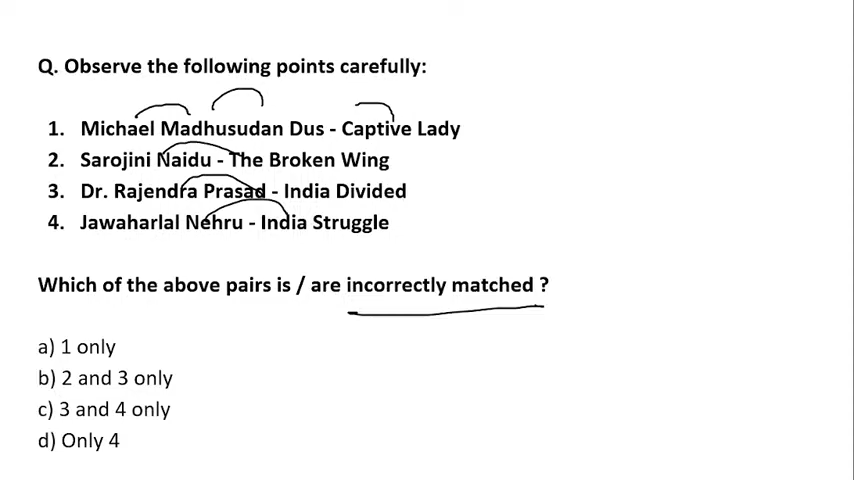 Q. Observe the following points carefully:
1. Michael Madhusudan Dus - Captive Lady
2. Sarojini Naidu - The Broken Wing
3. Dr. Rajendra Prasad - India Divided
4. Jawaharlal Nehru - India Struggle
Which of the above pairs is / are incorrectly matched ?
a) 1 only
b) 2 and 3 only
c) 3 and 4 only
d) Only 4